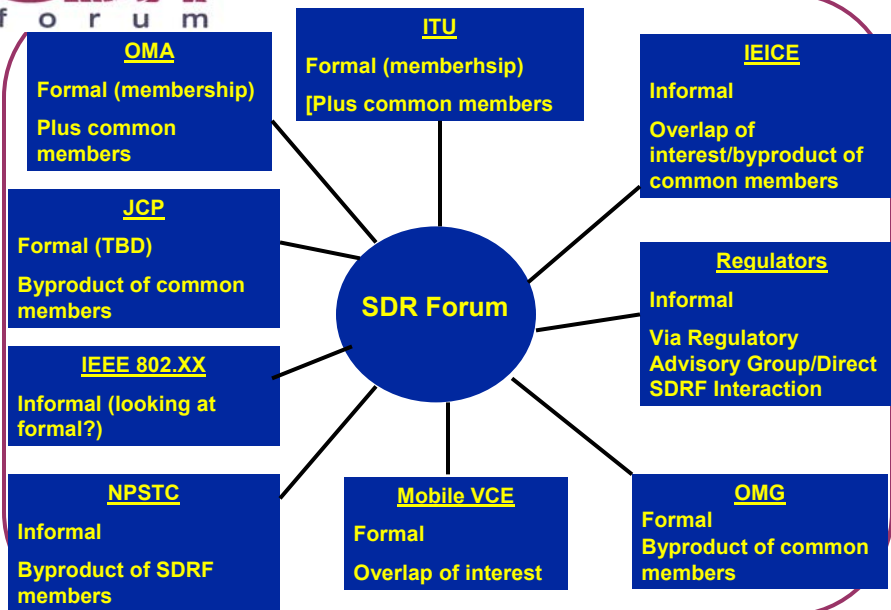 forum
OMA
Formal (membership)
Plus common
members
ITU
Formal (memberhsip)
[Plus common members
IEICE
Informal
Overlap of
interest/byproduct of
common members
JCP
Formal (TBD)
Byproduct of common
members
SDR Forum
Regulators
Informal
Via Regulatory
Advisory Group/Direct
SDRF Interaction
IEEE 802.XX
Informal (looking at
formal?)
NPSTC
Informal
Byproduct of SDRF
members
Mobile VCE
Formal
Overlap of interest
OMG
Formal
Byproduct of common
members